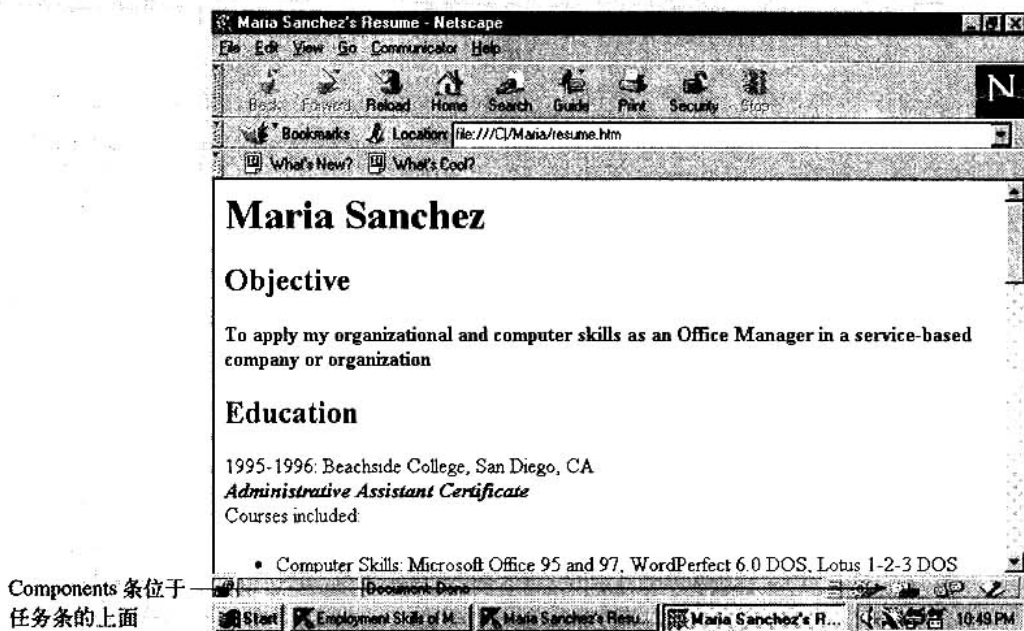 Maria Sanchez's Resume - Netscape
File Edit View Go Communicator Help
Back Forward Reload Home Search Guide Print Security Stop
N
Bookmarks Location: file:///C|/Maria/resume.htm
What's New? What's Cool?
Maria Sanchez
Objective
To apply my organizational and computer skills as an Office Manager in a service-based
company or organization
Education
1995-1996: Beachside College, San Diego, CA
Administrative Assistant Certificate
Courses included:
• Computer Skills: Microsoft Office 95 and 97, WordPerfect 6.0 DOS, Lotus 1-2-3 DOS
Document: Done
Components 条位于
任务条的上面
Start Employment Skills of M... Maria Sanchez's Resu... Maria Sanchez's R... 10:49 PM